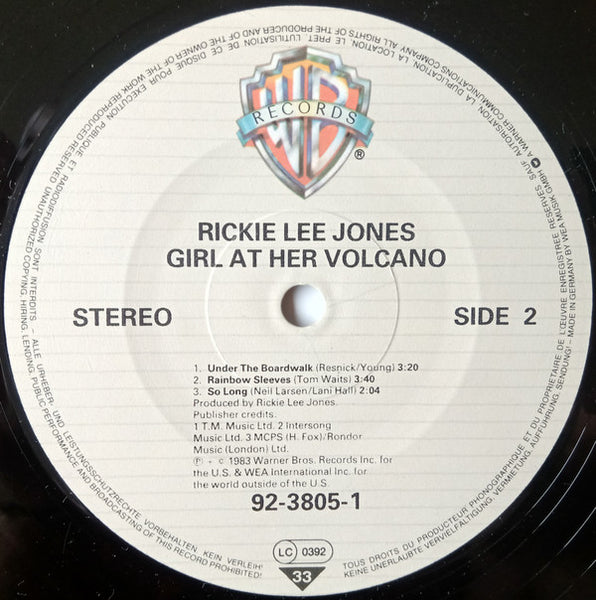 WB
RECORDS
®
RICKIE LEE JONES
GIRL AT HER VOLCANO
STEREO
SIDE 2
1. Under The Boardwalk (Resnick/Young) 3:20
2. Rainbow Sleeves (Tom Waits) 3:40
3. So Long (Neil Larsen/Lani Hall) 2:04
Produced by Rickie Lee Jones.
Publisher credits.
1 T.M. Music Ltd. 2 Intersong
Music Ltd. 3 MCPS (H. Fox)/Rondor
Music (London) Ltd.
℗ - © 1983 Warner Bros. Records Inc. for
the U.S. & WEA International Inc. for
the world outside of the U.S.
92-3805-1
LC 0392
33
ALLE URHEBER- UND LEISTUNGSSCHUTZRECHTE VORBEHALTEN. KEIN VERLEIH! KEINE UNERLAUBTE VERVIELFÄLTIGUNG, VERMIETUNG, AUFFÜHRUNG, SENDUNG! – MADE IN GERMANY BY WEA MUSIK GMBH A WARNER COMMUNICATIONS COMPANY
ALL RIGHTS OF THE PRODUCER AND OF THE OWNER OF THE WORK REPRODUCED RESERVED UNAUTHORIZED COPYING, HIRING, LENDING, PUBLIC PERFORMANCE AND BROADCASTING OF THIS RECORD PROHIBITED!
TOUS DROITS DU PRODUCTEUR PHONOGRAPHIQUE ET DU PROPRIETAIRE DE L'ŒUVRE ENREGISTREE RESERVES SAUF AUTORISATION, LA DUPLICATION, LA LOCATION, LE PRET, L'UTILISATION DE CE DISQUE POUR EXECUTION PUBLIQUE ET RADIODIFFUSION SONT INTERDITS -